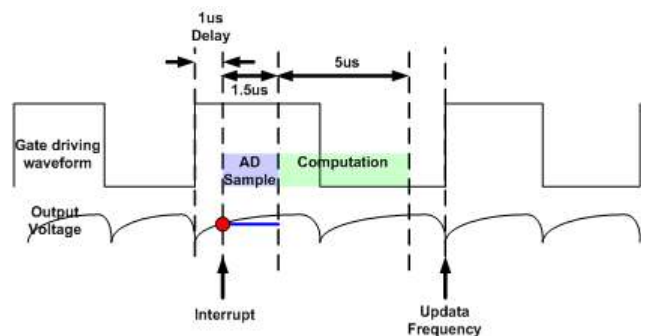 1us
Delay
5us
1.5us
Gate driving
waveform
AD
Sample
Computation
Output
Voltage
Interrupt
Updata
Frequency